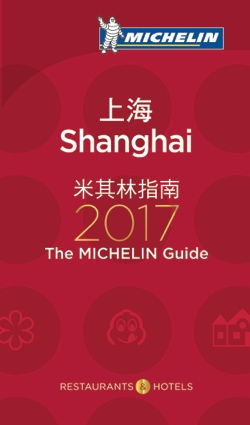 MICHELIN
上海
Shanghai
米其林指南
2017
The MICHELIN Guide
RESTAURANTS & HOTELS